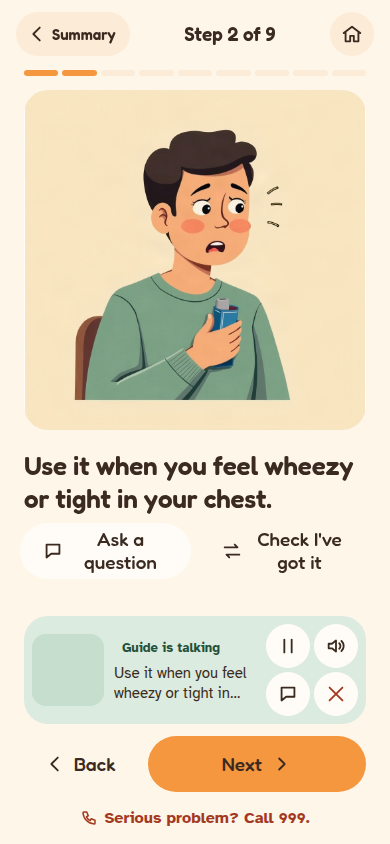 Summary
Step 2 of 9
Use it when you feel wheezy
or tight in your chest.
Ask a
question
Check I've
got it
Guide is talking
Use it when you feel
wheezy or tight in...
Back
Next
Serious problem? Call 999.